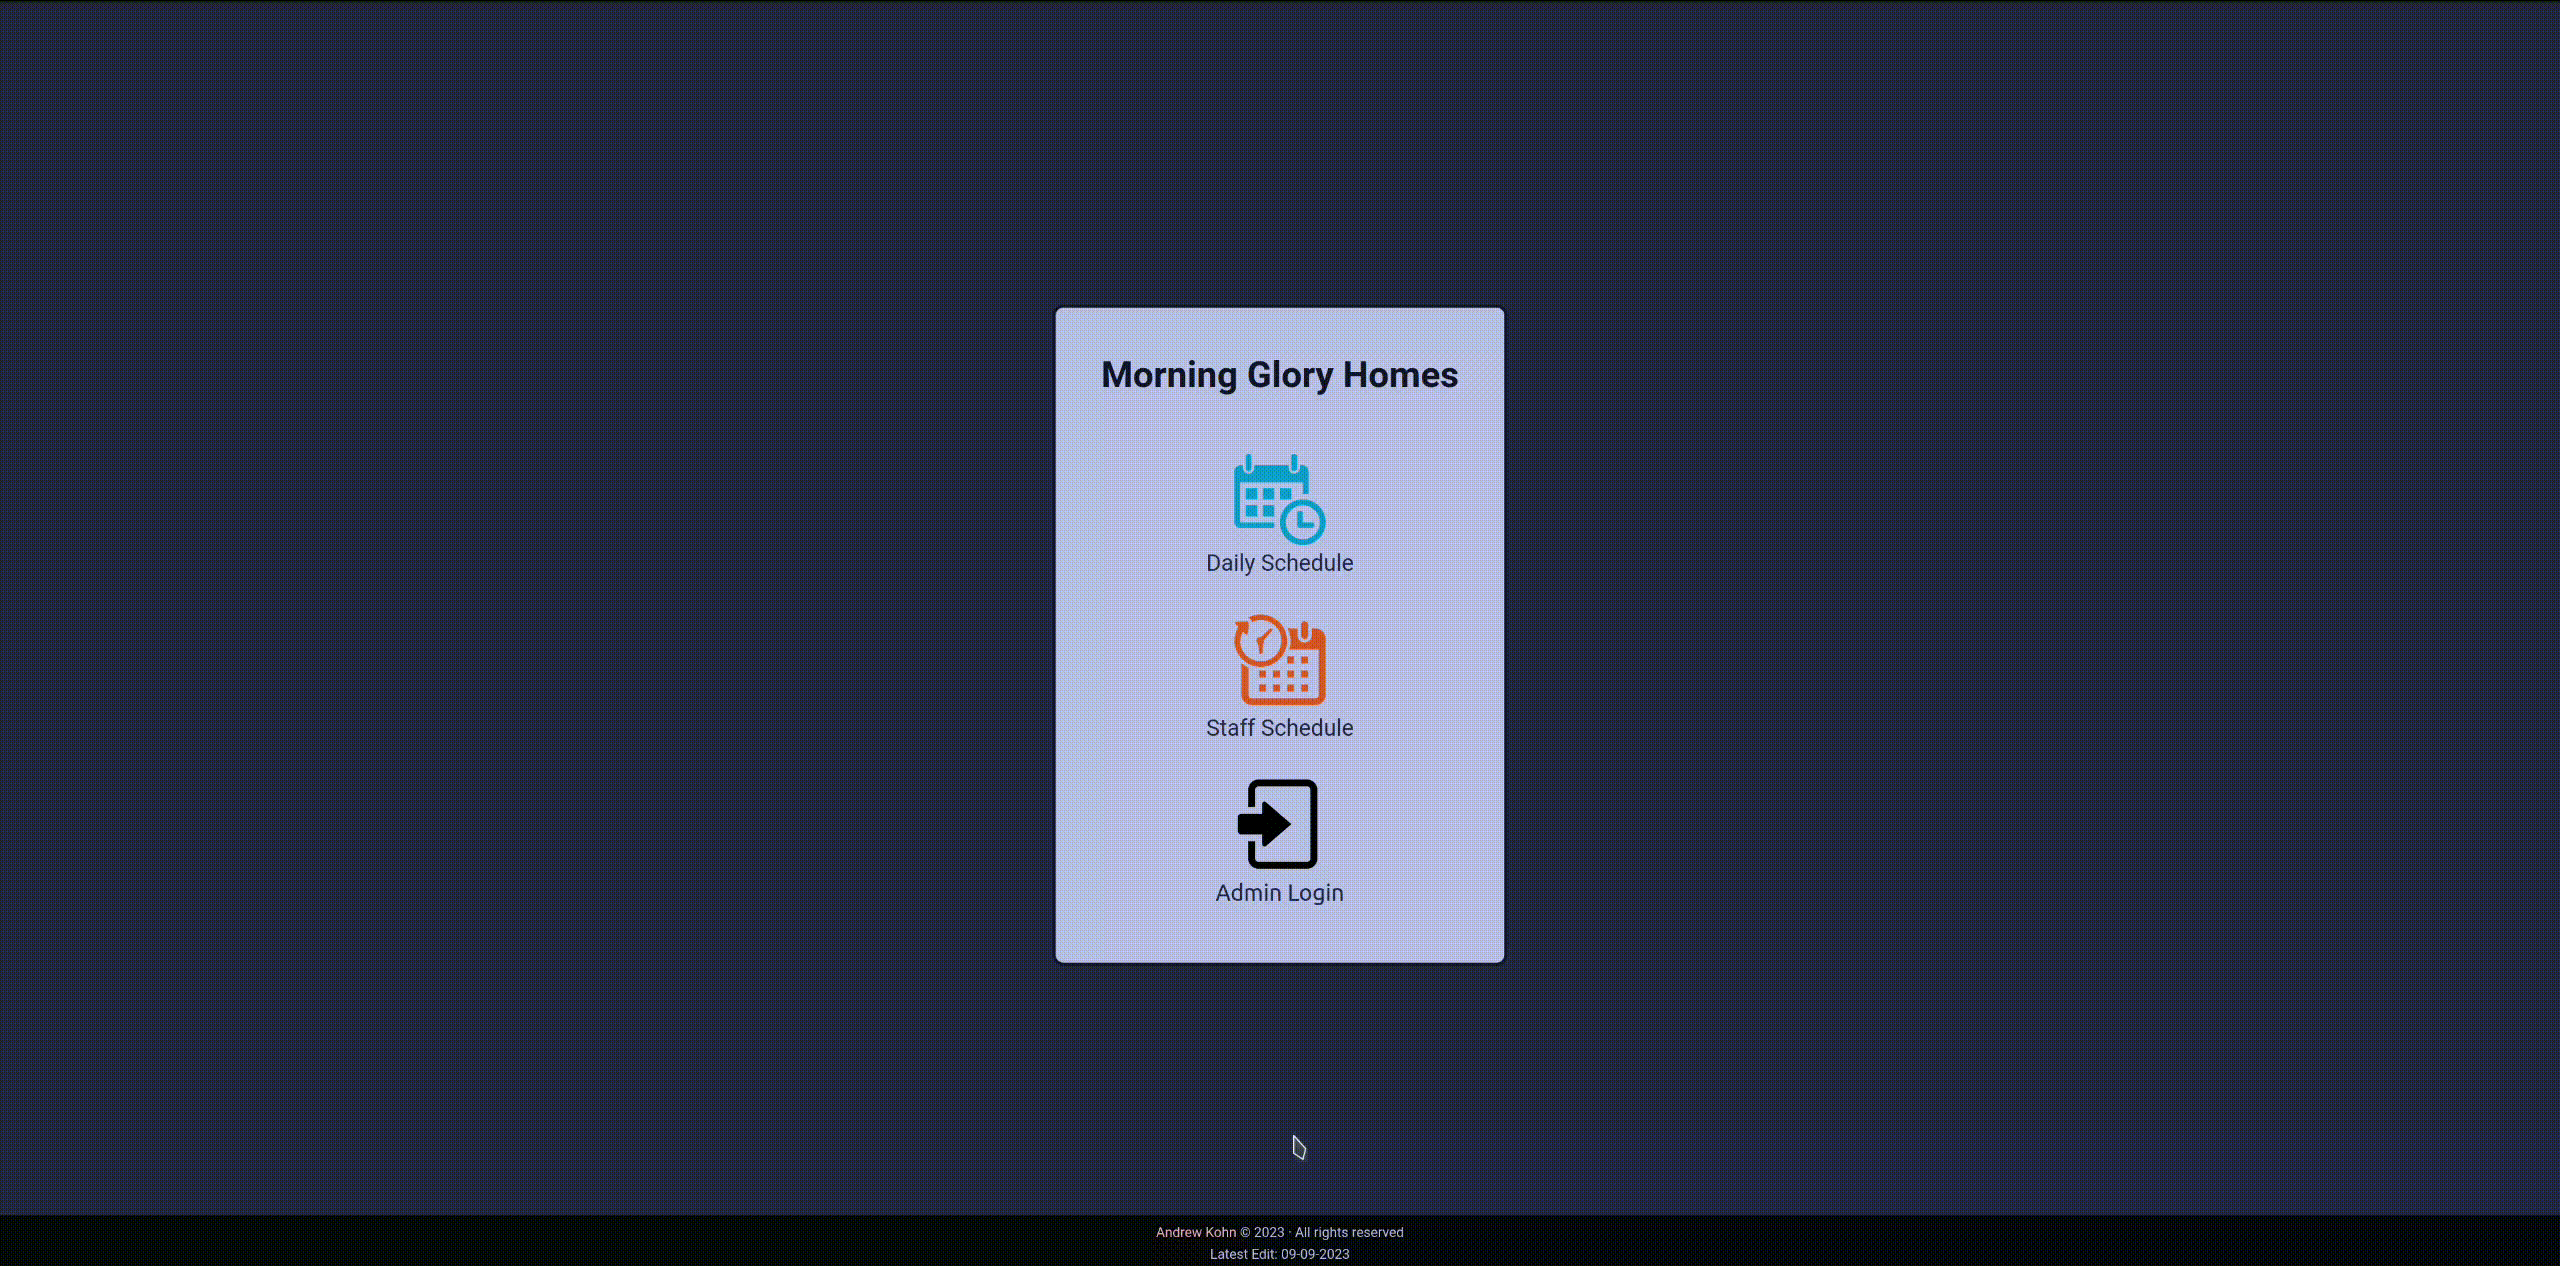 Morning Glory Homes
Daily Schedule
Staff Schedule
Admin Login
Andrew Kohn © 2023 · All rights reserved
Latest Edit: 09-09-2023